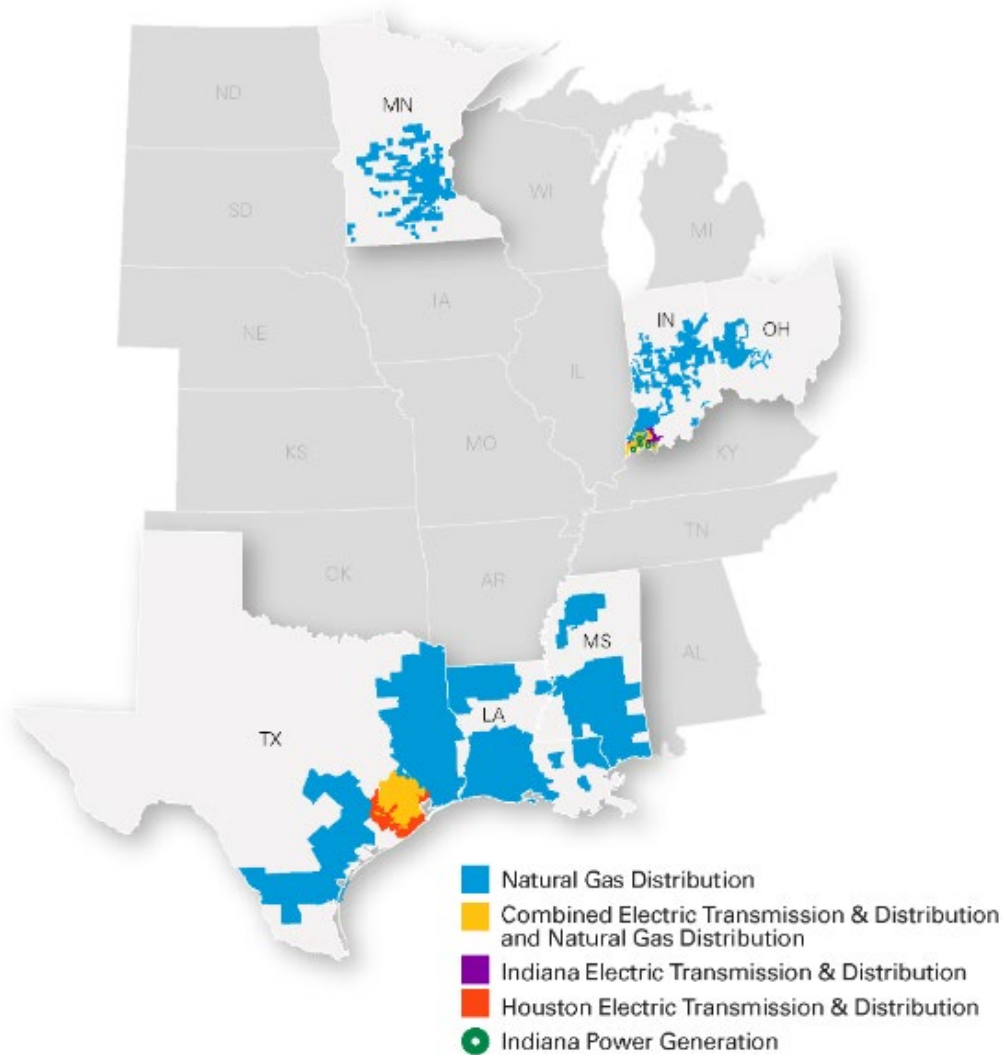 ND
MN
SD
WI
MI
IA
NE
IN
OH
IL
KS
MO
KY
TN
OK
AR
MS
AL
LA
TX
Natural Gas Distribution
Combined Electric Transmission & Distribution
and Natural Gas Distribution
Indiana Electric Transmission & Distribution
Houston Electric Transmission & Distribution
Indiana Power Generation